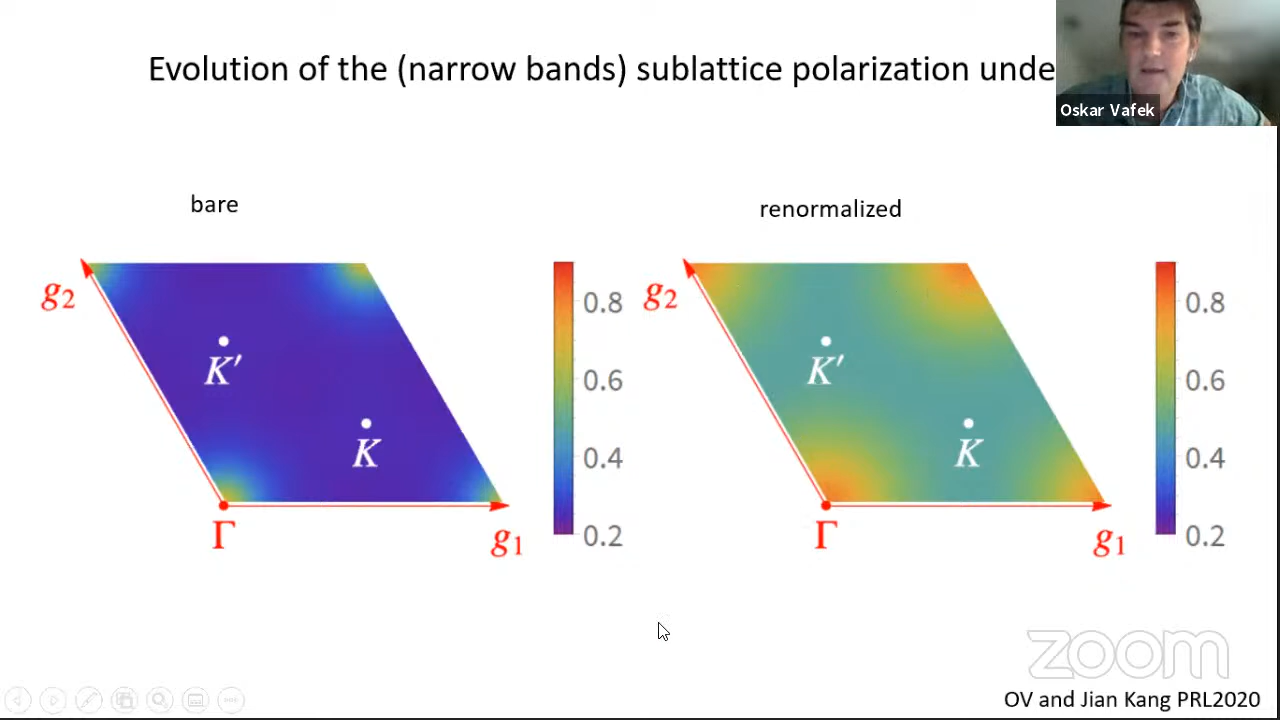 Evolution of the (narrow bands) sublattice polarization unde
Oskar Vafek
bare
renormalized
g2
K′
K
Γ
g1
0.8
0.6
0.4
0.2
g2
K′
K
Γ
g1
0.8
0.6
0.4
0.2
zoom
OV and Jian Kang PRL2020